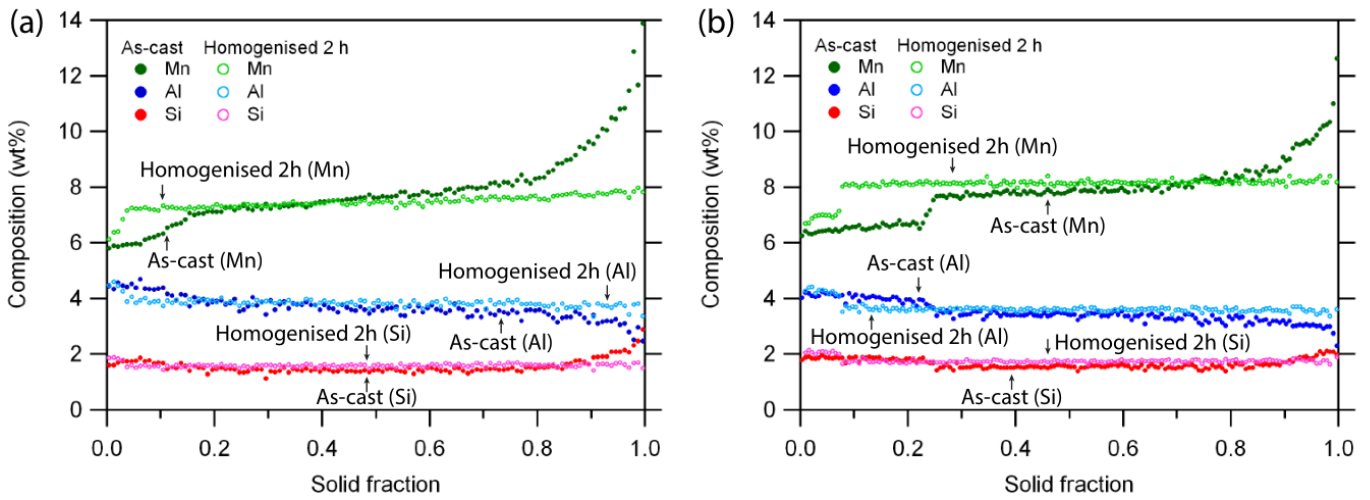 (a)
14
12
10
8
6
4
2
0
Composition (wt%)
As-cast Homogenised 2 h
Mn Mn
Al Al
Si Si
Homogenised 2h (Mn)
As-cast (Mn)
Homogenised 2h (Al)
Homogenised 2h (Si)
As-cast (Al)
As-cast (Si)
0.0 0.2 0.4 0.6 0.8 1.0
Solid fraction
(b)
14
12
10
8
6
4
2
0
Composition (wt%)
As-cast Homogenised 2 h
Mn Mn
Al Al
Si Si
Homogenised 2h (Mn)
As-cast (Mn)
As-cast (Al)
Homogenised 2h (Al)
Homogenised 2h (Si)
As-cast (Si)
0.0 0.2 0.4 0.6 0.8 1.0
Solid fraction